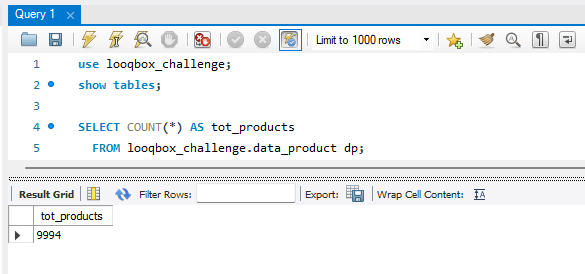 Query 1
Limit to 1000 rows
1 use looqbox_challenge;
2 show tables;
3
4 SELECT COUNT(*) AS tot_products
5 FROM looqbox_challenge.data_product dp;
Result Grid Filter Rows: Export: Wrap Cell Content: IA
tot_products
9994